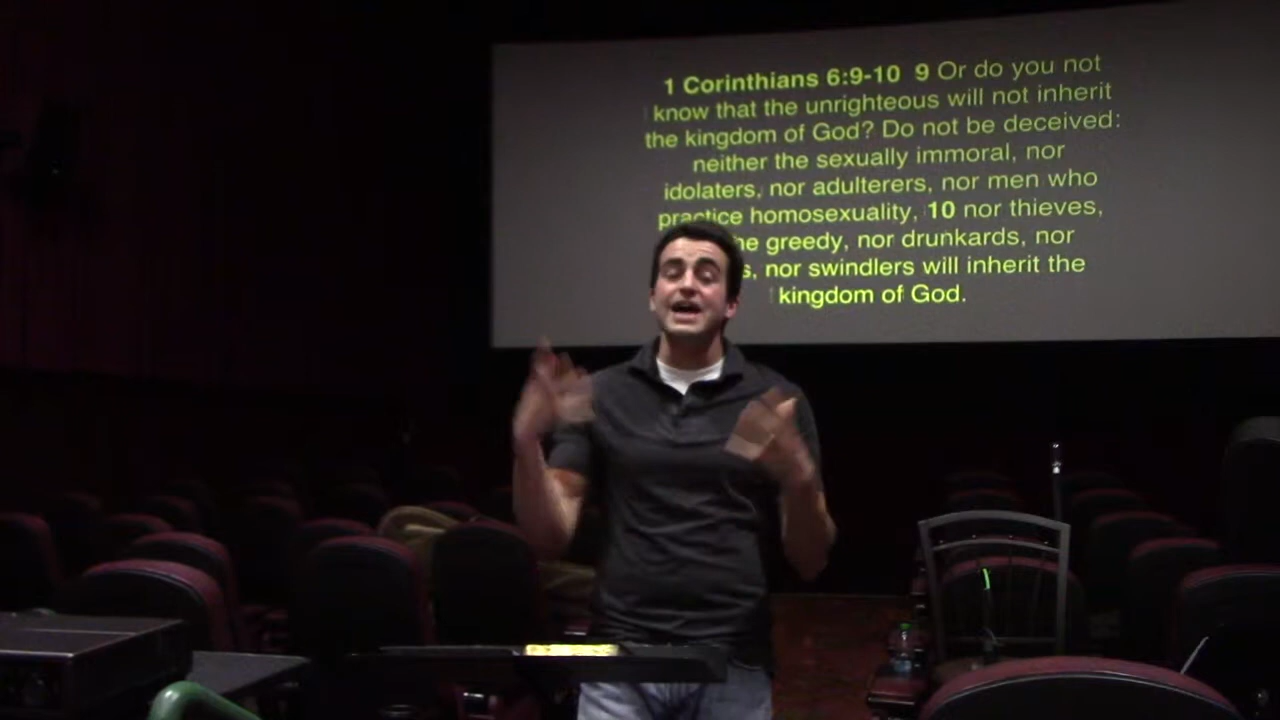 1 Corinthians 6:9-10 9 Or do you not
know that the unrighteous will not inherit
the kingdom of God? Do not be deceived:
neither the sexually immoral, nor
idolaters, nor adulterers, nor men who
practice homosexuality, 10 nor thieves,
greedy, nor drunkards, nor
nor swindlers will inherit the
kingdom of God.